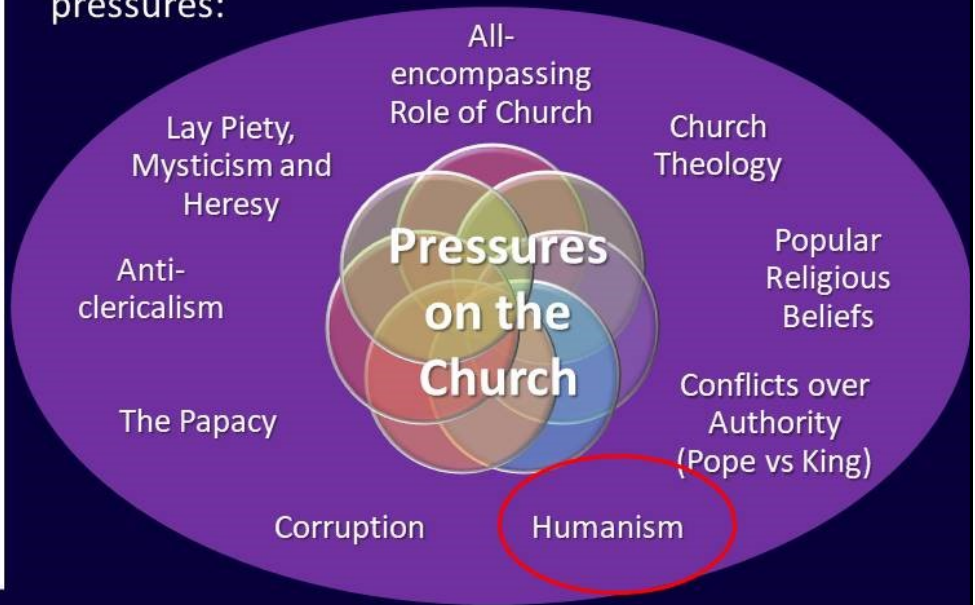 pressures:
All-
encompassing
Role of Church
Church
Theology
Popular
Religious
Beliefs
Conflicts over
Authority
(Pope vs King)
Humanism
Corruption
The Papacy
Anti-
clericalism
Lay Piety,
Mysticism and
Heresy
Pressures
on the
Church